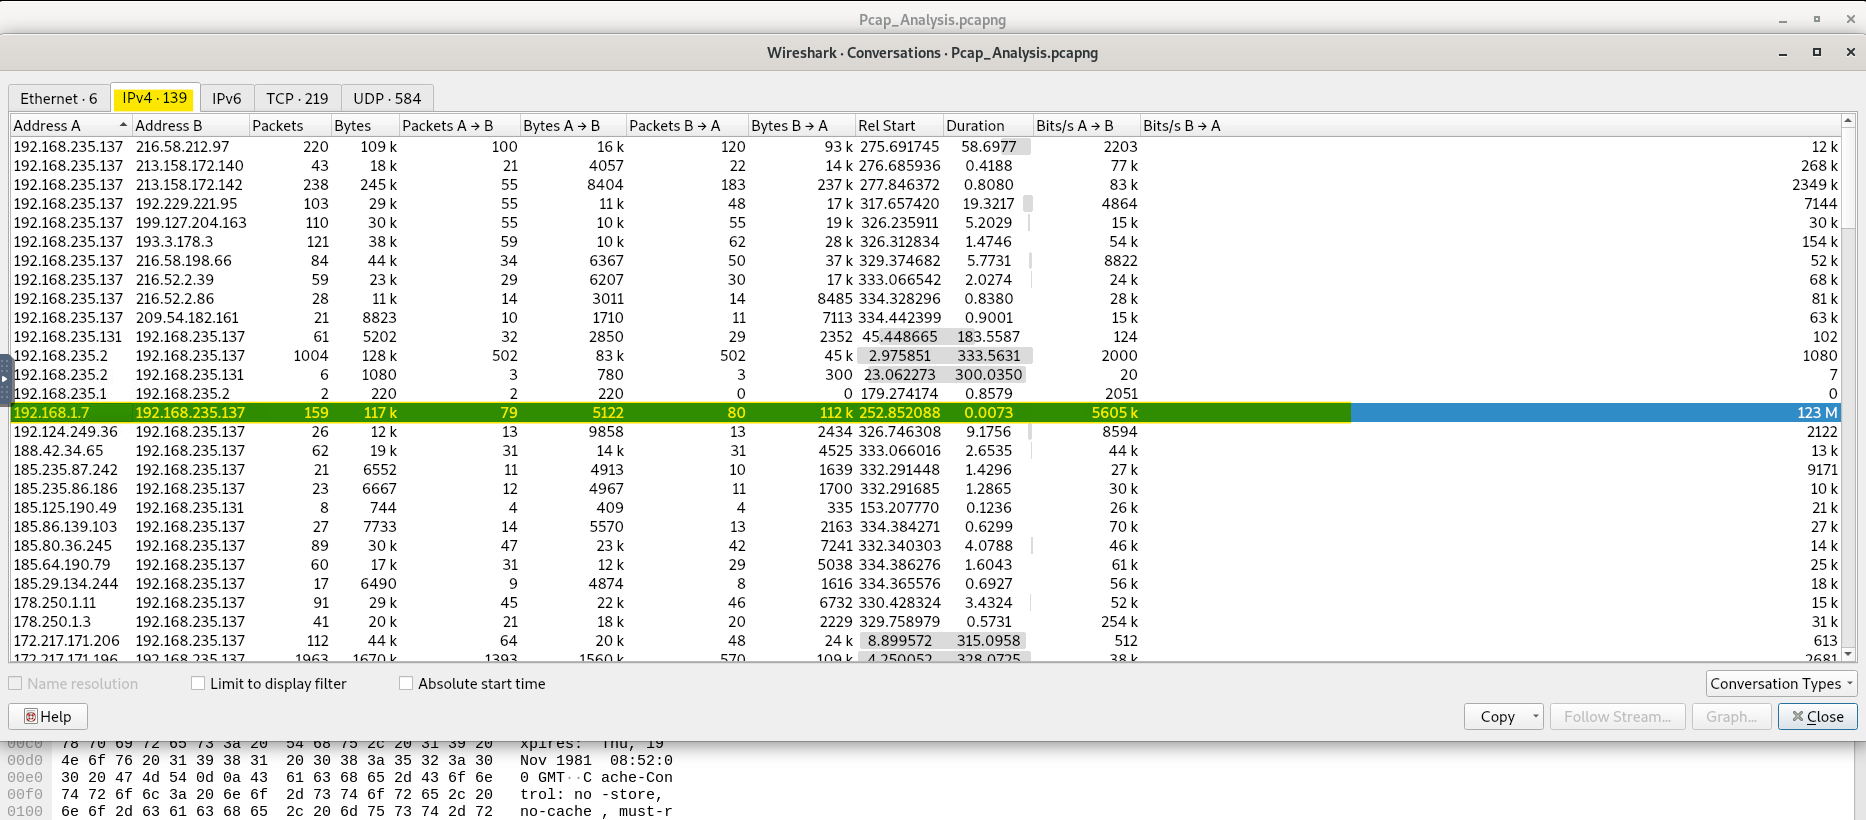 Pcap_Analysis.pcapng
Wireshark · Conversations · Pcap_Analysis.pcapng
Ethernet · 6 IPv4 · 139 IPv6 TCP · 219 UDP · 584
Address A Address B Packets Bytes Packets A → B Bytes A → B Packets B → A Bytes B → A Rel Start Duration Bits/s A → B Bits/s B → A
192.168.235.137 216.58.212.97 220 109 k 100 16 k 120 93 k 275.691745 58.6977 2203 12 k
192.168.235.137 213.158.172.140 43 18 k 21 4057 22 14 k 276.685936 0.4188 77 k 268 k
192.168.235.137 213.158.172.142 238 245 k 55 8404 183 237 k 277.846372 0.8080 83 k 2349 k
192.168.235.137 192.229.221.95 103 29 k 55 11 k 48 17 k 317.657420 19.3217 4864 7144
192.168.235.137 199.127.204.163 110 30 k 55 10 k 55 19 k 326.235911 5.2029 15 k 30 k
192.168.235.137 193.3.178.3 121 38 k 59 10 k 62 28 k 326.312834 1.4746 54 k 154 k
192.168.235.137 216.58.198.66 84 44 k 34 6367 50 37 k 329.374682 5.7731 8822 52 k
192.168.235.137 216.52.2.39 59 23 k 29 6207 30 17 k 333.066542 2.0274 24 k 68 k
192.168.235.137 216.52.2.86 28 11 k 14 3011 14 8485 334.328296 0.8380 28 k 81 k
192.168.235.137 209.54.182.161 21 8823 10 1710 11 7113 334.442399 0.9001 15 k 63 k
192.168.235.131 192.168.235.137 61 5202 32 2850 29 2352 45.448665 183.5587 124 102
192.168.235.2 192.168.235.137 1004 128 k 502 83 k 502 45 k 2.975851 333.5631 2000 1080
192.168.235.2 192.168.235.131 6 1080 3 780 3 300 23.062273 300.0350 20 7
192.168.235.1 192.168.235.2 2 220 2 220 0 0 179.274174 0.8579 2051 0
192.168.1.7 192.168.235.137 159 117 k 79 5122 80 112 k 252.852088 0.0073 5605 k 123 M
192.124.249.36 192.168.235.137 26 12 k 13 9858 13 2434 326.746308 9.1756 8594 2122
188.42.34.65 192.168.235.137 62 19 k 31 14 k 31 4525 333.066016 2.6535 44 k 13 k
185.235.87.242 192.168.235.137 21 6552 11 4913 10 1639 332.291448 1.4296 27 k 9171
185.235.86.186 192.168.235.137 23 6667 12 4967 11 1700 332.291685 1.2865 30 k 10 k
185.125.190.49 192.168.235.131 8 744 4 409 4 335 153.207770 0.1236 26 k 21 k
185.86.139.103 192.168.235.137 27 7733 14 5570 13 2163 334.384271 0.6299 70 k 27 k
185.80.36.245 192.168.235.137 89 30 k 47 23 k 42 7241 332.340303 4.0788 46 k 14 k
185.64.190.79 192.168.235.137 60 17 k 31 12 k 29 5038 334.386276 1.6043 61 k 25 k
185.29.134.244 192.168.235.137 17 6490 9 4874 8 1616 334.365576 0.6927 56 k 18 k
178.250.1.11 192.168.235.137 91 29 k 45 22 k 46 6732 330.428324 3.4324 52 k 15 k
178.250.1.3 192.168.235.137 41 20 k 21 18 k 20 2229 329.758979 0.5731 254 k 31 k
172.217.171.206 192.168.235.137 112 44 k 64 20 k 48 24 k 8.899572 315.0958 512 613
172.217.171.196 192.168.235.137 1963 1670 k 1393 1560 k 570 109 k 4.250052 328.0725 38 k 2681
Name resolution Limit to display filter Absolute start time Conversation Types
Help Copy Follow Stream... Graph... Close
00c0 78 70 69 72 65 73 3a 20 54 68 75 2c 20 31 39 20 xpires: Thu, 19
00d0 4e 6f 76 20 31 39 38 31 20 30 38 3a 35 32 3a 30 Nov 1981 08:52:0
00e0 30 20 47 4d 54 0d 0a 43 61 63 68 65 2d 43 6f 6e 0 GMT··C ache-Con
00f0 74 72 6f 6c 3a 20 6e 6f 2d 73 74 6f 72 65 2c 20 trol: no -store,
0100 6e 6f 2d 63 61 63 68 65 2c 20 6d 75 73 74 2d 72 no-cache , must-r